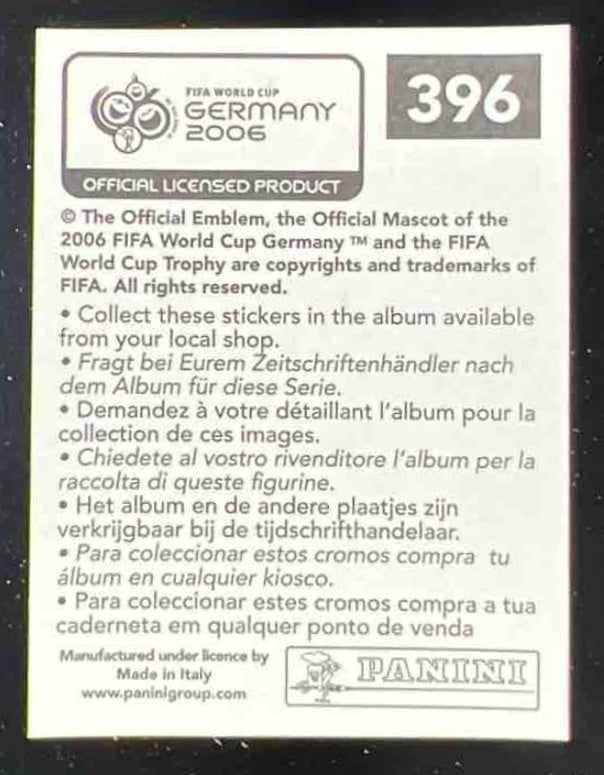 FIFA WORLD CUP
GERMANY
2006
OFFICIAL LICENSED PRODUCT
396
© The Official Emblem, the Official Mascot of the
2006 FIFA World Cup Germany ™ and the FIFA
World Cup Trophy are copyrights and trademarks of
FIFA. All rights reserved.
• Collect these stickers in the album available
from your local shop.
• Fragt bei Eurem Zeitschriftenhändler nach
dem Album für diese Serie.
• Demandez à votre détaillant l'album pour la
collection de ces images.
• Chiedete al vostro rivenditore l'album per la
raccolta di queste figurine.
• Het album en de andere plaatjes zijn
verkrijgbaar bij de tijdschrifthandelaar.
• Para coleccionar estos cromos compra tu
álbum en cualquier kiosco.
• Para coleccionar estes cromos compra a tua
caderneta em qualquer ponto de venda
Manufactured under licence by
Made in Italy
www.paninigroup.com
PANINI